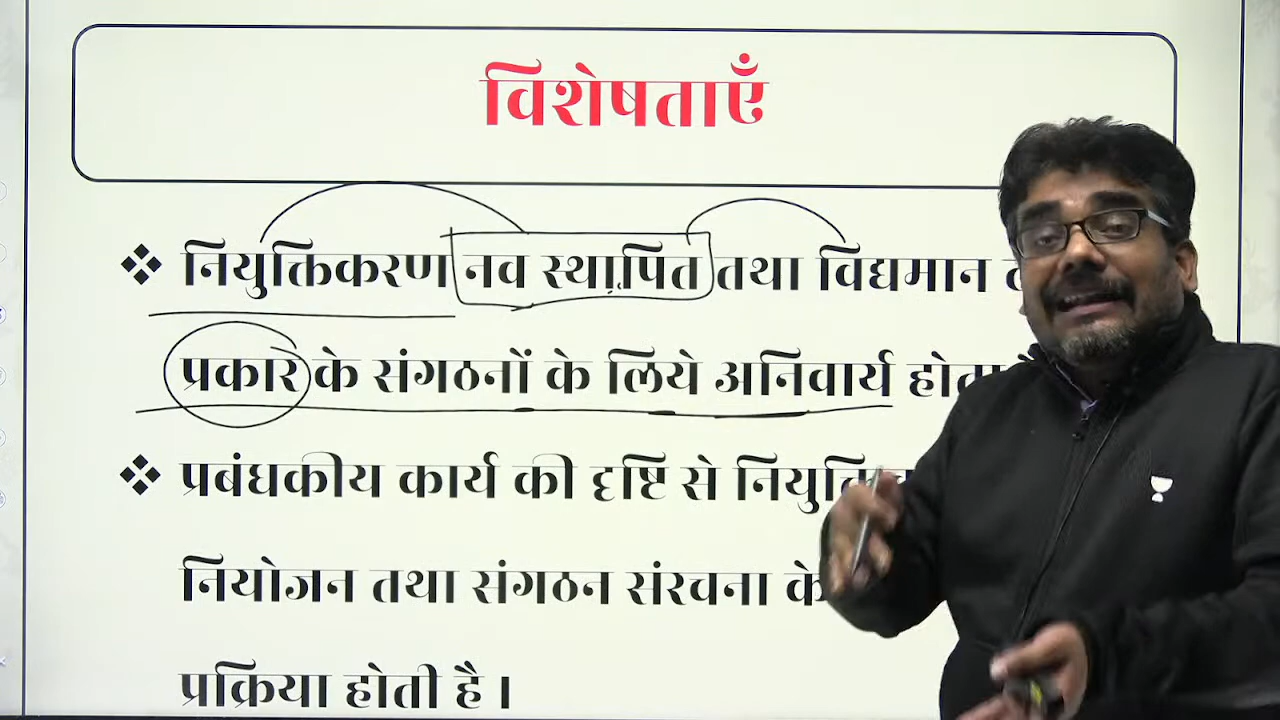 विशेषताएँ
❖ नियुक्तिकरण नव स्थापित तथा विद्यमान
प्रकार के संगठनों के लिये अनिवार्य
❖ प्रबंधकीय कार्य की दृष्टि से
नियोजन तथा संगठन संरचना के
प्रक्रिया होती है ।